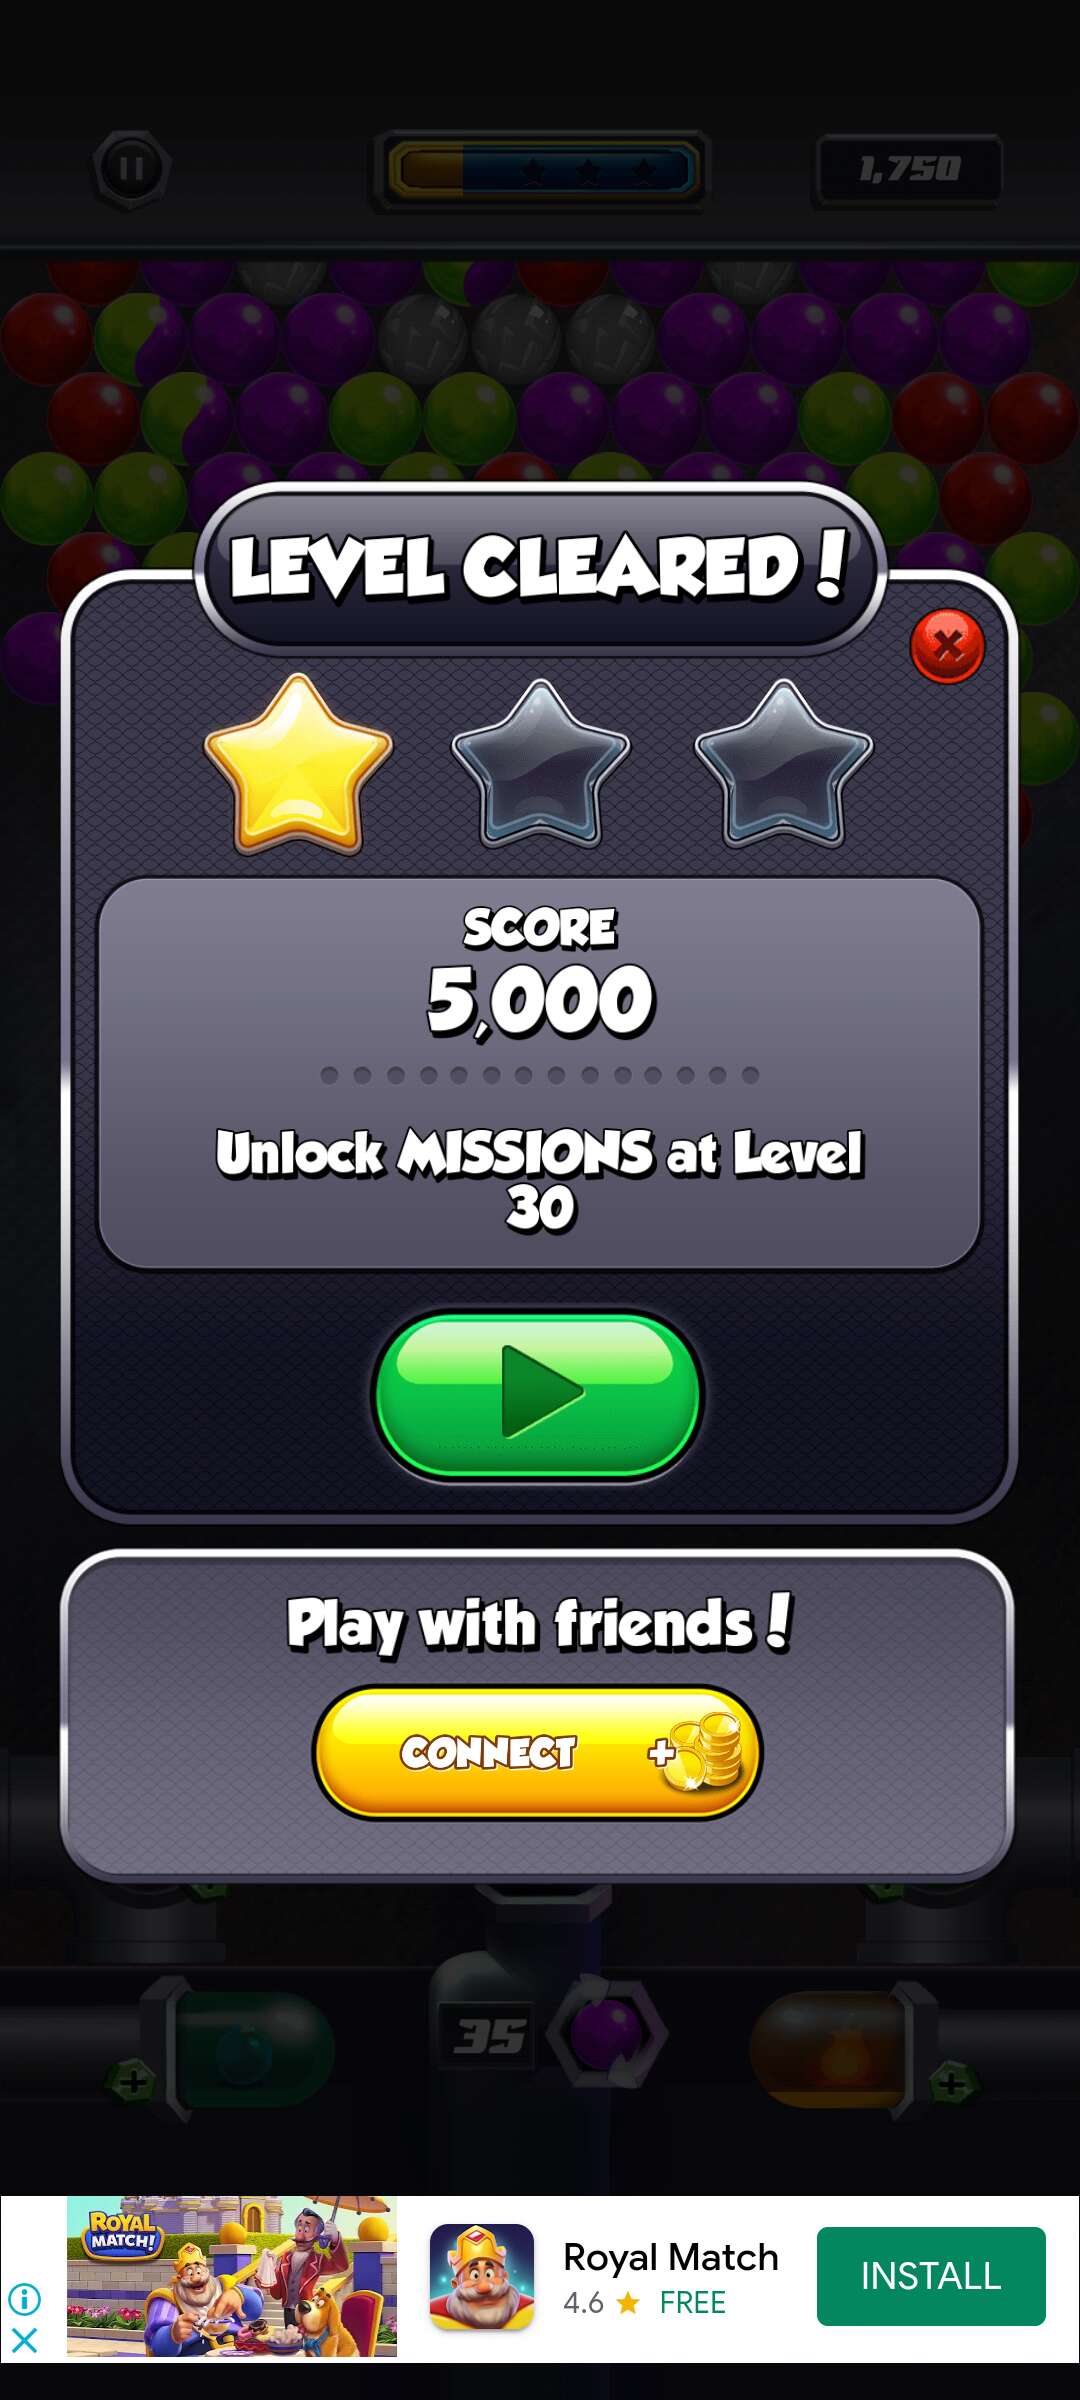 1,750
LEVEL CLEARED!
SCORE
5,000
Unlock MISSIONS at Level
30
Play with friends!
CONNECT +
35
ROYAL
MATCH!
Royal Match
4.6 ★ FREE
INSTALL